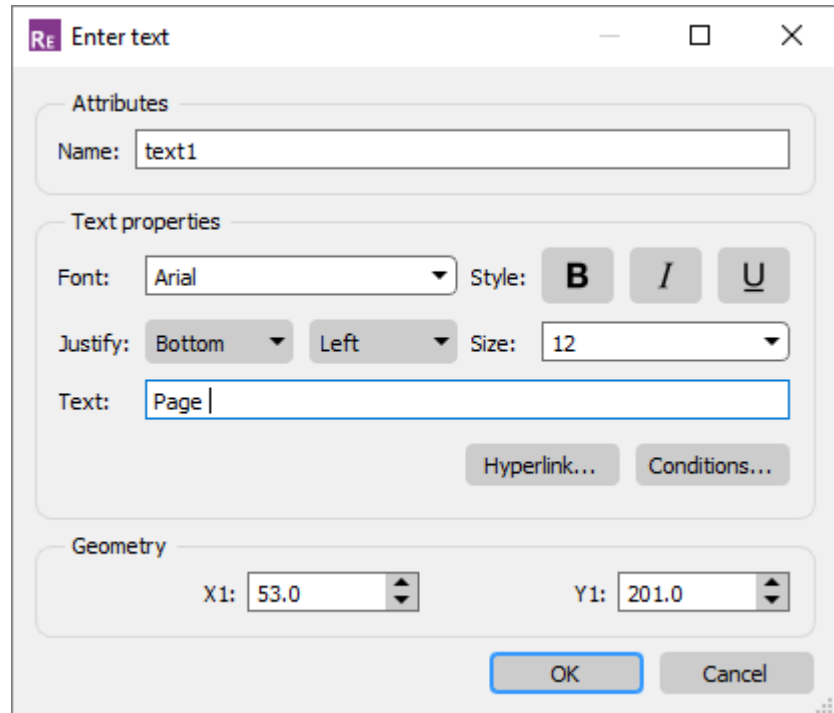 RE Enter text
Attributes
Name: text1
Text properties
Font: Arial Style: B I U
Justify: Bottom Left Size: 12
Text: Page
Hyperlink... Conditions...
Geometry
X1: 53.0 Y1: 201.0
OK Cancel